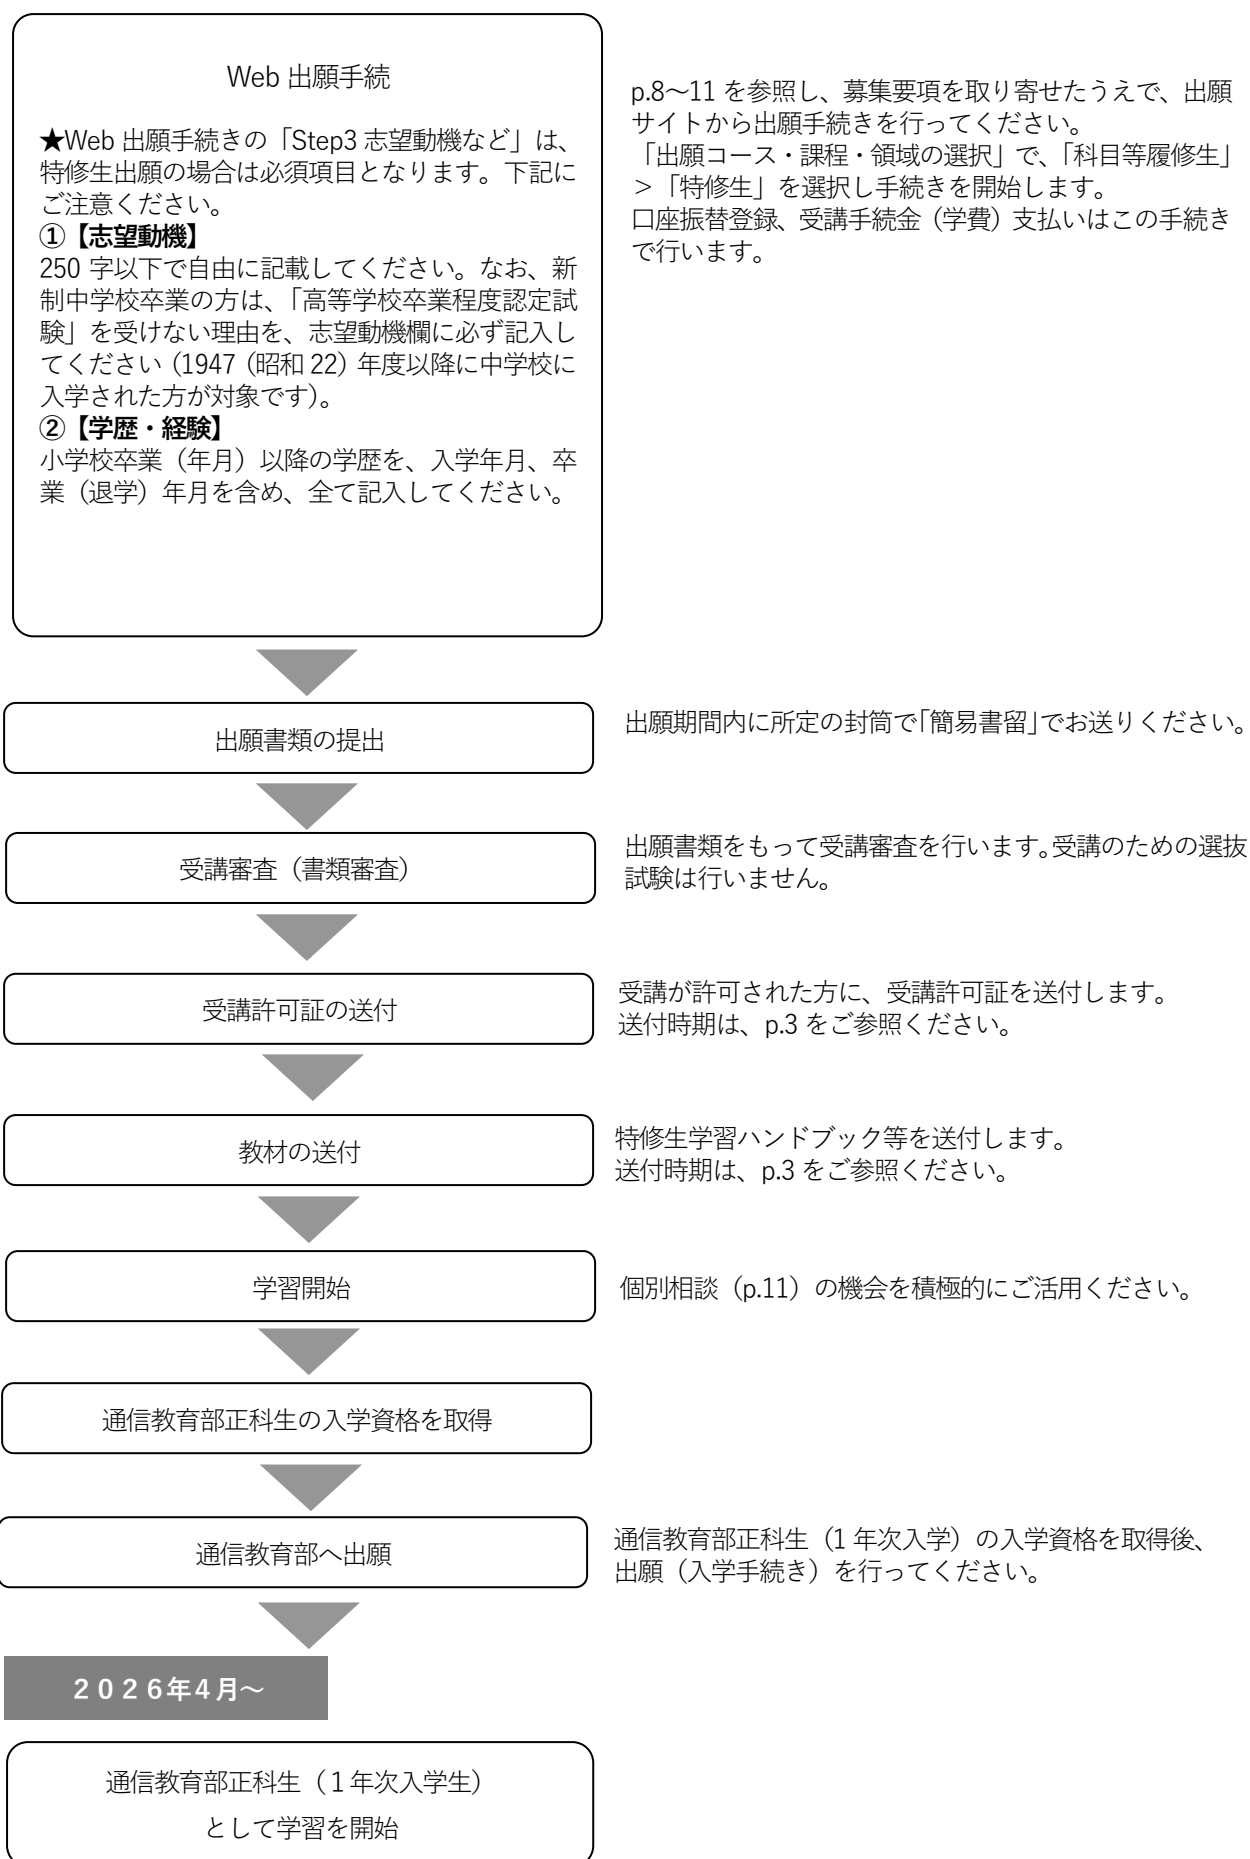 Web 出願手続
★Web 出願手続きの「Step3 志望動機など」は、
特修生出願の場合は必須項目となります。下記に
ご注意ください。
①【志望動機】
250 字以下で自由に記載してください。なお、新
制中学校卒業の方は、「高等学校卒業程度認定試
験」を受けない理由を、志望動機欄に必ず記入し
てください（1947（昭和 22）年度以降に中学校に
入学された方が対象です）。
②【学歴・経験】
小学校卒業（年月）以降の学歴を、入学年月、卒
業（退学）年月を含め、全て記入してください。
p.8～11 を参照し、募集要項を取り寄せたうえで、出願
サイトから出願手続きを行ってください。
「出願コース・課程・領域の選択」で、「科目等履修生」
＞「特修生」を選択し手続きを開始します。
口座振替登録、受講手続金（学費）支払いはこの手続き
で行います。
出願書類の提出
出願期間内に所定の封筒で「簡易書留」でお送りください。
受講審査（書類審査）
出願書類をもって受講審査を行います。受講のための選抜
試験は行いません。
受講許可証の送付
受講が許可された方に、受講許可証を送付します。
送付時期は、p.3 をご参照ください。
教材の送付
特修生学習ハンドブック等を送付します。
送付時期は、p.3 をご参照ください。
学習開始
個別相談（p.11）の機会を積極的にご活用ください。
通信教育部正科生の入学資格を取得
通信教育部へ出願
通信教育部正科生（1 年次入学）の入学資格を取得後、
出願（入学手続き）を行ってください。
２０２６年４月～
通信教育部正科生（１年次入学生）
として学習を開始